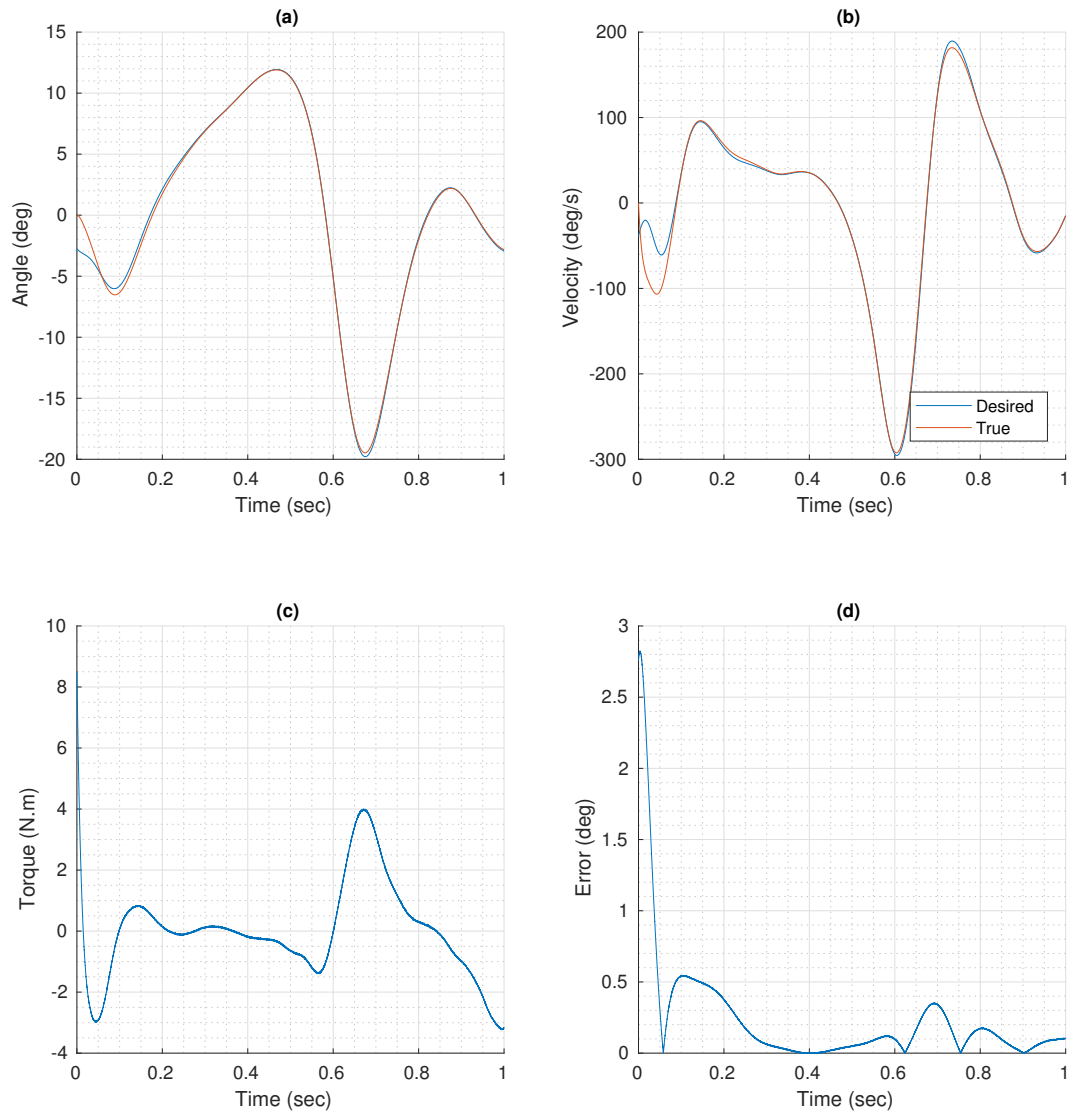 (a)
15
10
5
0
-5
-10
-15
-20
Angle (deg)
0 0.2 0.4 0.6 0.8 1
Time (sec)
(b)
200
100
0
-100
-200
-300
Velocity (deg/s)
Desired
True
0 0.2 0.4 0.6 0.8 1
Time (sec)
(c)
10
8
6
4
2
0
-2
-4
Torque (N.m)
0 0.2 0.4 0.6 0.8 1
Time (sec)
(d)
3
2.5
2
1.5
1
0.5
0
Error (deg)
0 0.2 0.4 0.6 0.8 1
Time (sec)